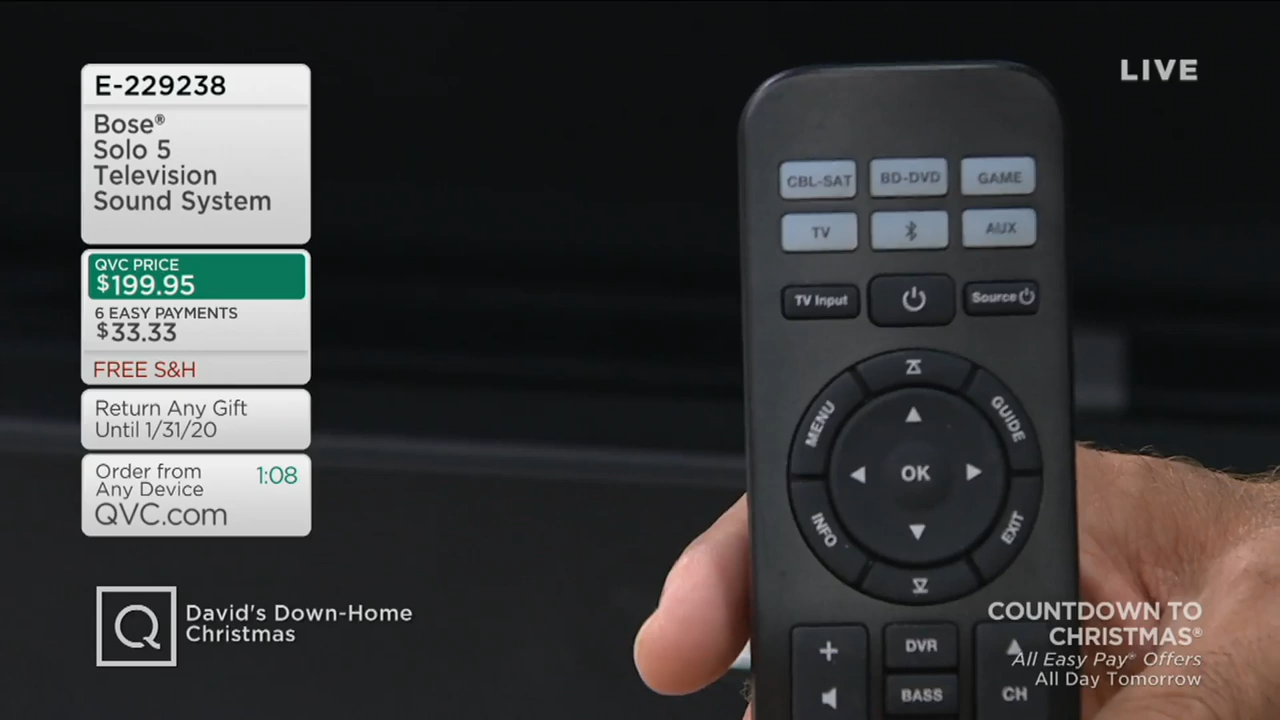 E-229238
Bose®
Solo 5
Television
Sound System
QVC PRICE
$199.95
6 EASY PAYMENTS
$33.33
FREE S&H
Return Any Gift
Until 1/31/20
Order from 1:08
Any Device
QVC.com
Q
David's Down-Home
Christmas
LIVE
CBL-SAT BD-DVD GAME
TV AUX
TV Input Source
MENU GUIDE
OK
INFO EXIT
DVR
BASS CH
COUNTDOWN TO
CHRISTMAS®
All Easy Pay® Offers
All Day Tomorrow